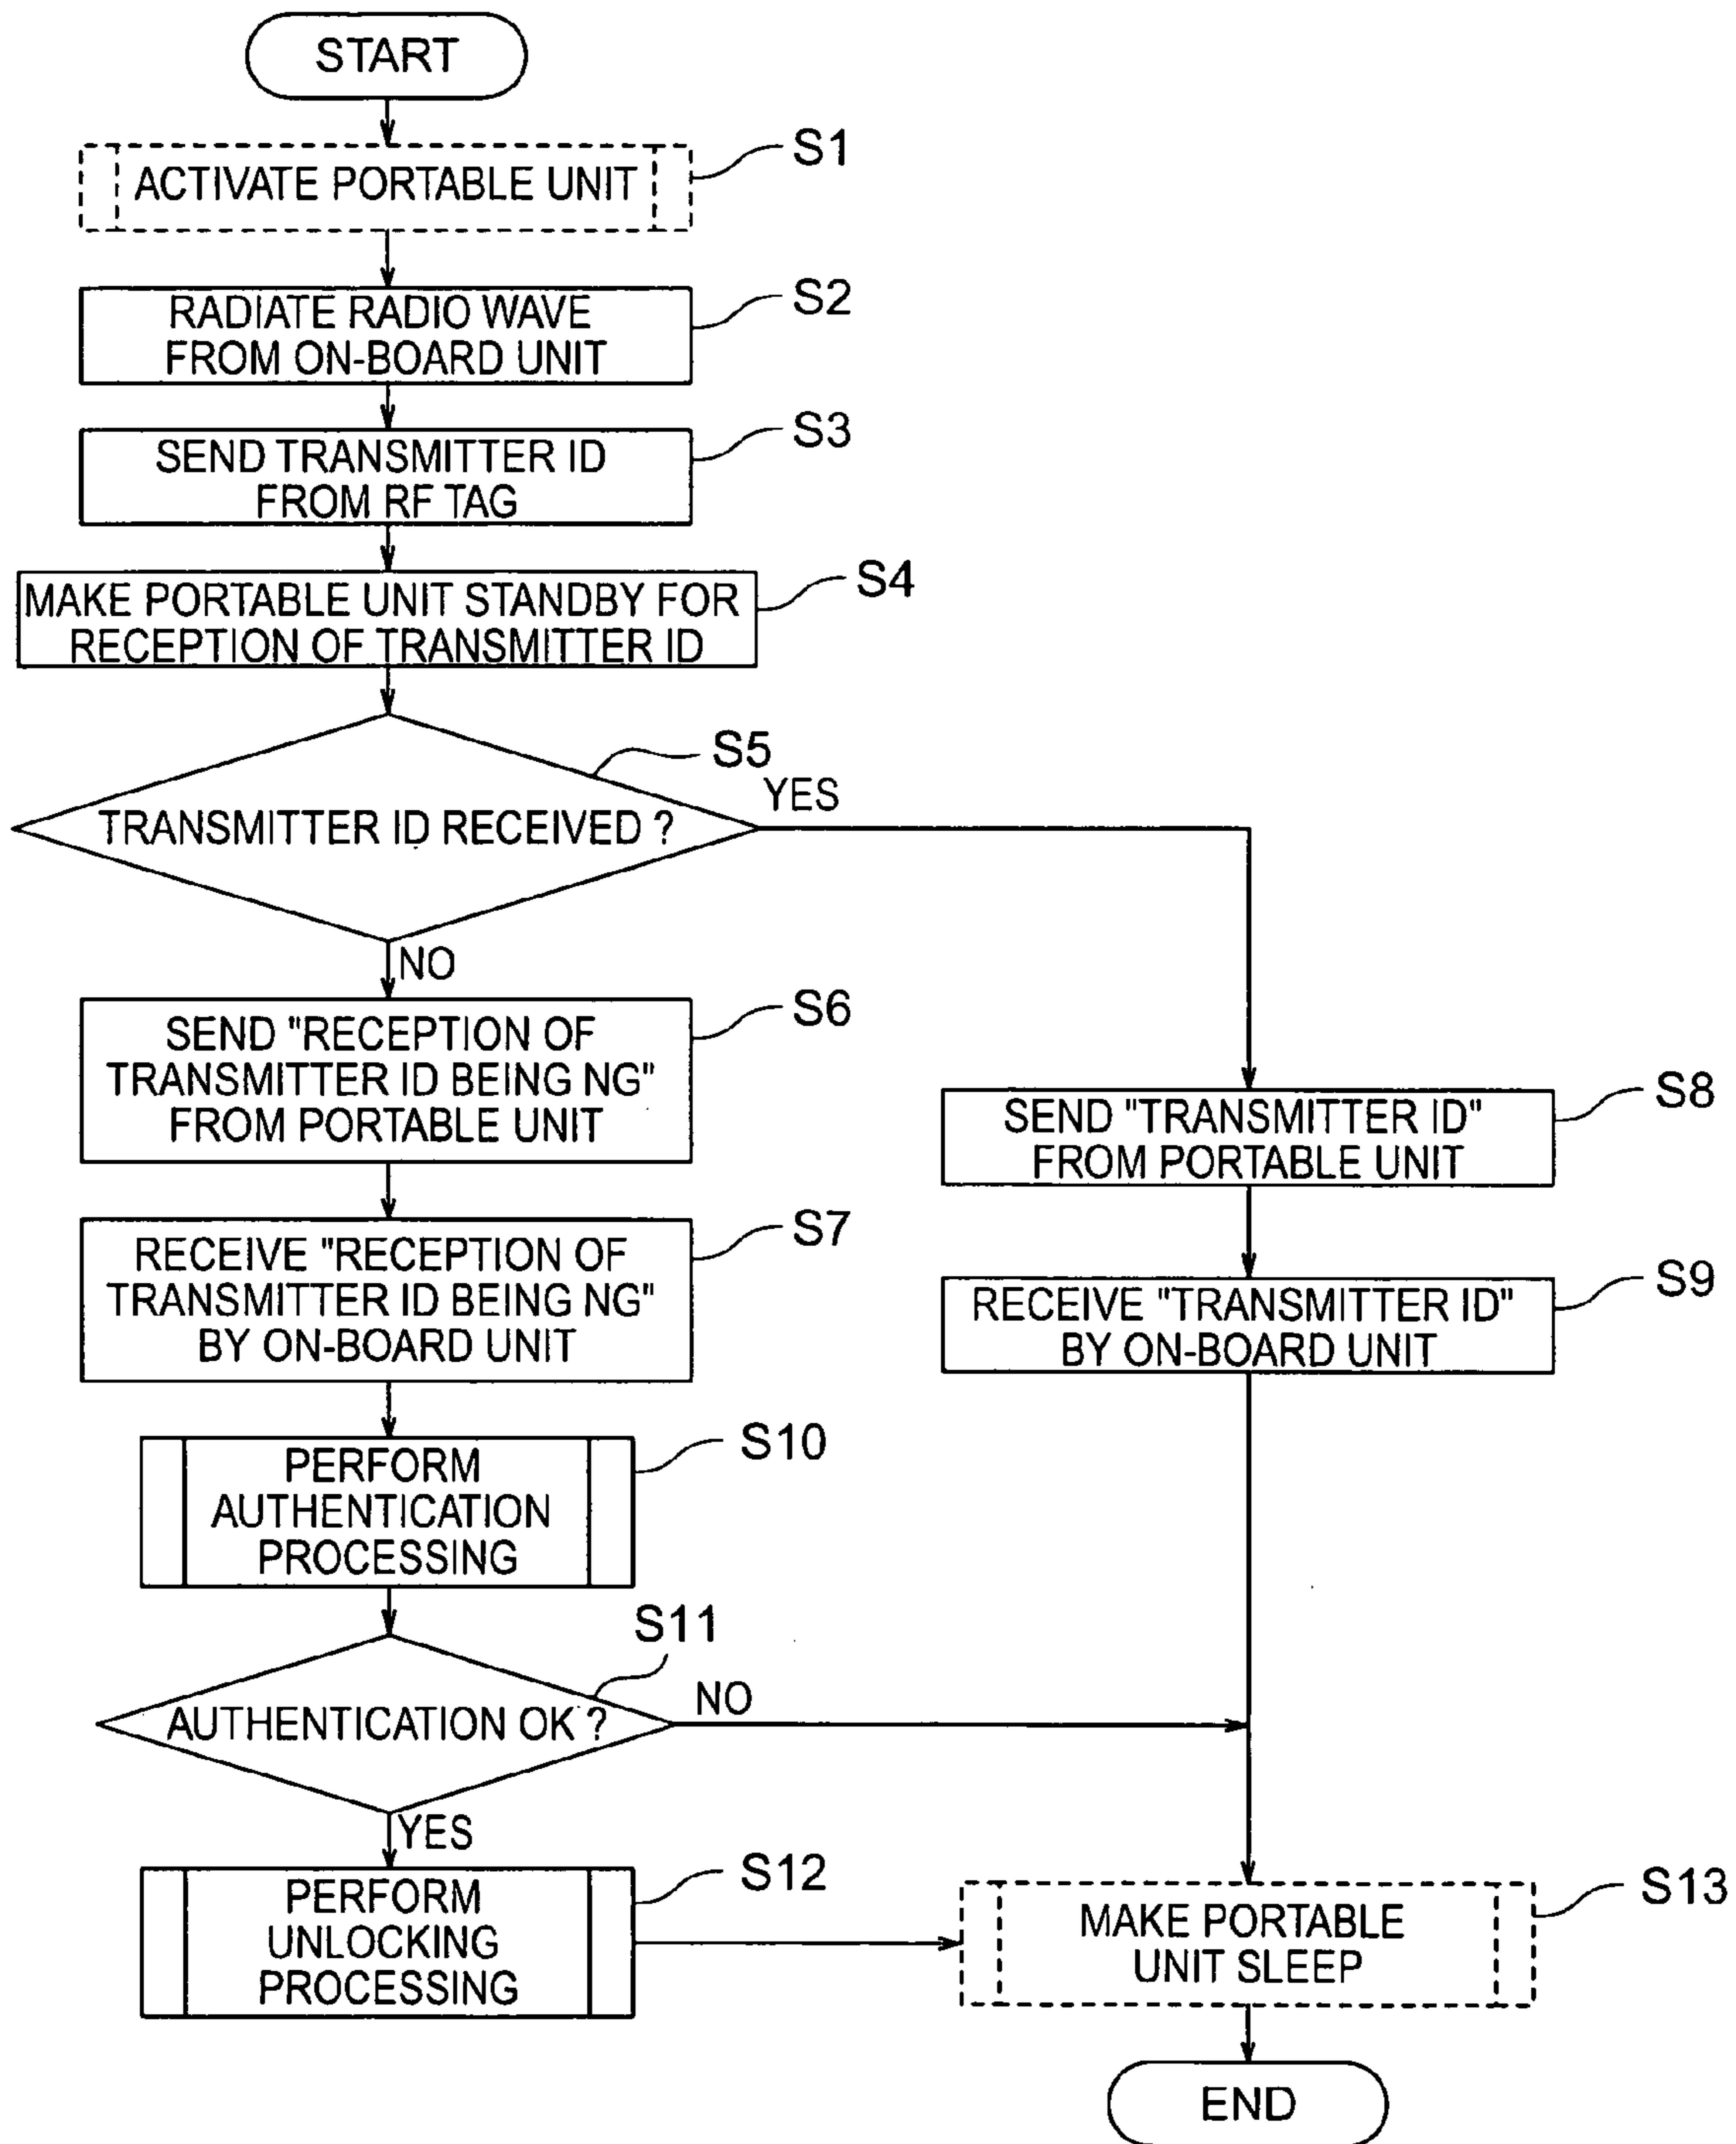 START
S1
ACTIVATE PORTABLE UNIT
S2
RADIATE RADIO WAVE
FROM ON-BOARD UNIT
S3
SEND TRANSMITTER ID
FROM RF TAG
S4
MAKE PORTABLE UNIT STANDBY FOR
RECEPTION OF TRANSMITTER ID
S5
TRANSMITTER ID RECEIVED ?
YES
NO
S6
SEND "RECEPTION OF
TRANSMITTER ID BEING NG"
FROM PORTABLE UNIT
S7
RECEIVE "RECEPTION OF
TRANSMITTER ID BEING NG"
BY ON-BOARD UNIT
S8
SEND "TRANSMITTER ID"
FROM PORTABLE UNIT
S9
RECEIVE "TRANSMITTER ID"
BY ON-BOARD UNIT
S10
PERFORM
AUTHENTICATION
PROCESSING
S11
AUTHENTICATION OK ?
NO
YES
S12
PERFORM
UNLOCKING
PROCESSING
S13
MAKE PORTABLE
UNIT SLEEP
END